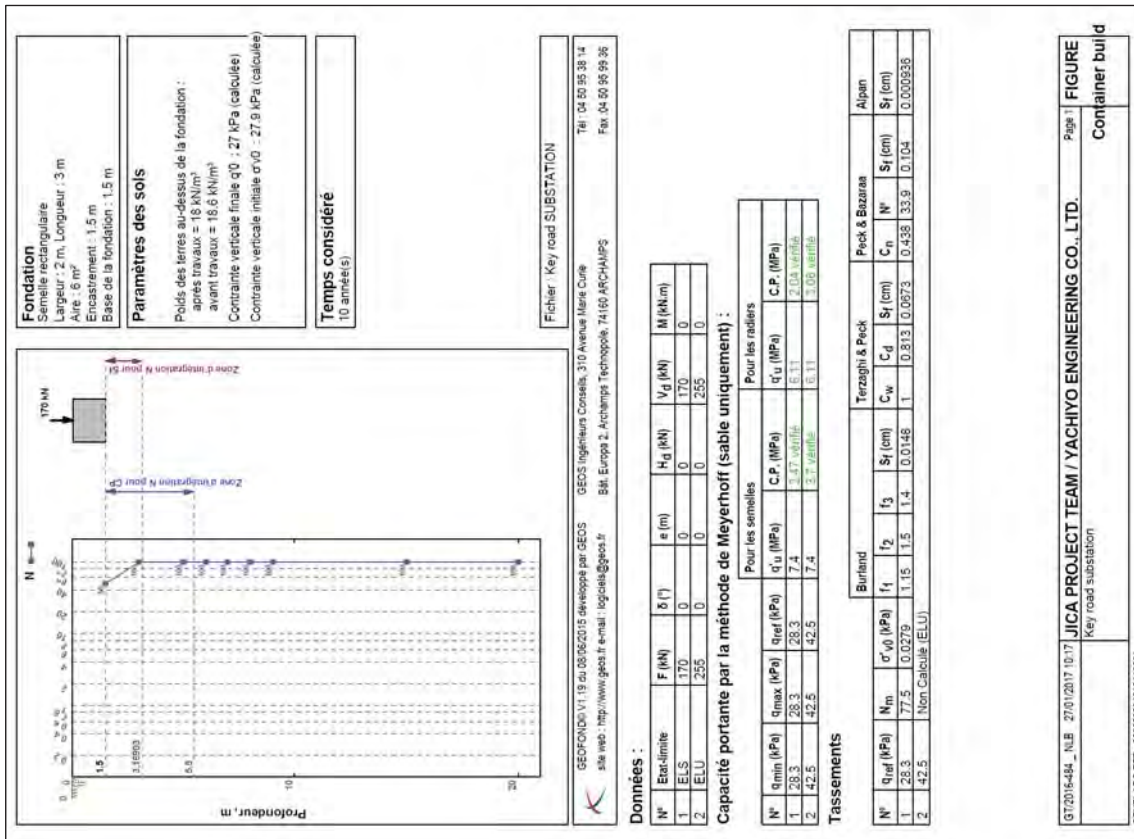 Fondation
Semelle rectangulaire
Largeur : 2 m, Longueur : 3 m
Aire : 6 m²
Encastrement : 1.5 m
Base de la fondation : 1.5 m
Paramètres des sols
Poids des terres au-dessus de la fondation :
après travaux = 18 kN/m³
avant travaux = 18.6 kN/m³
Contrainte verticale finale q'0 : 27 kPa (calculée)
Contrainte verticale initiale σ'v0 : 27.9 kPa (calculée)
Temps considéré
10 année(s)
Fichier : Key road SUBSTATION
N
170 kN
Zone d'intégration N pour Sf
Zone d'intégration N pour CP
Profondeur, m
0
1.5
10
20
GEOFOND® V1.19 du 08/06/2015 développé par GEOS
GEOS Ingénieurs Conseils, 310 Avenue Marie Curie
Tél : 04 50 95 38 14
site web : http://www.geos.fr e-mail : logiciels@geos.fr
Bât. Europa 2, Archamps Technopole, 74160 ARCHAMPS
Fax :04 50 95 99 36
Données :
N° Etat-limite F (kN) δ (°) e (m) Hd (kN) Vd (kN) M (kN.m)
1 ELS 170 0 0 0 170 0
2 ELU 255 0 0 0 255 0
Capacité portante par la méthode de Meyerhoff (sable uniquement) :
Pour les semelles Pour les radiers
N° qmin (kPa) qmax (kPa) qref (kPa) q'u (MPa) C.P. (MPa) q'u (MPa) C.P. (MPa)
1 28.3 28.3 28.3 7.4 2.47 vérifié 6.11 2.04 vérifié
2 42.5 42.5 42.5 7.4 3.7 vérifié 6.11 3.06 vérifié
Tassements
Burland Terzaghi & Peck Peck & Bazaraa Alpan
N° qref (kPa) Nm σ'v0 (kPa) f1 f2 f3 Sf (cm) Cw Cd Sf (cm) Cn N° Sf (cm) Sf (cm)
1 28.3 77.5 0.0279 1.15 1.5 1.4 0.0148 1 0.813 0.0673 0.438 33.9 0.104 0.000936
2 42.5 Non Calculé (ELU)
GT/2016-484 _ NLB 27/01/2017 10:17
JICA PROJECT TEAM / YACHIYO ENGINEERING CO., LTD.
Page 1
FIGURE
Key road substation
Container build